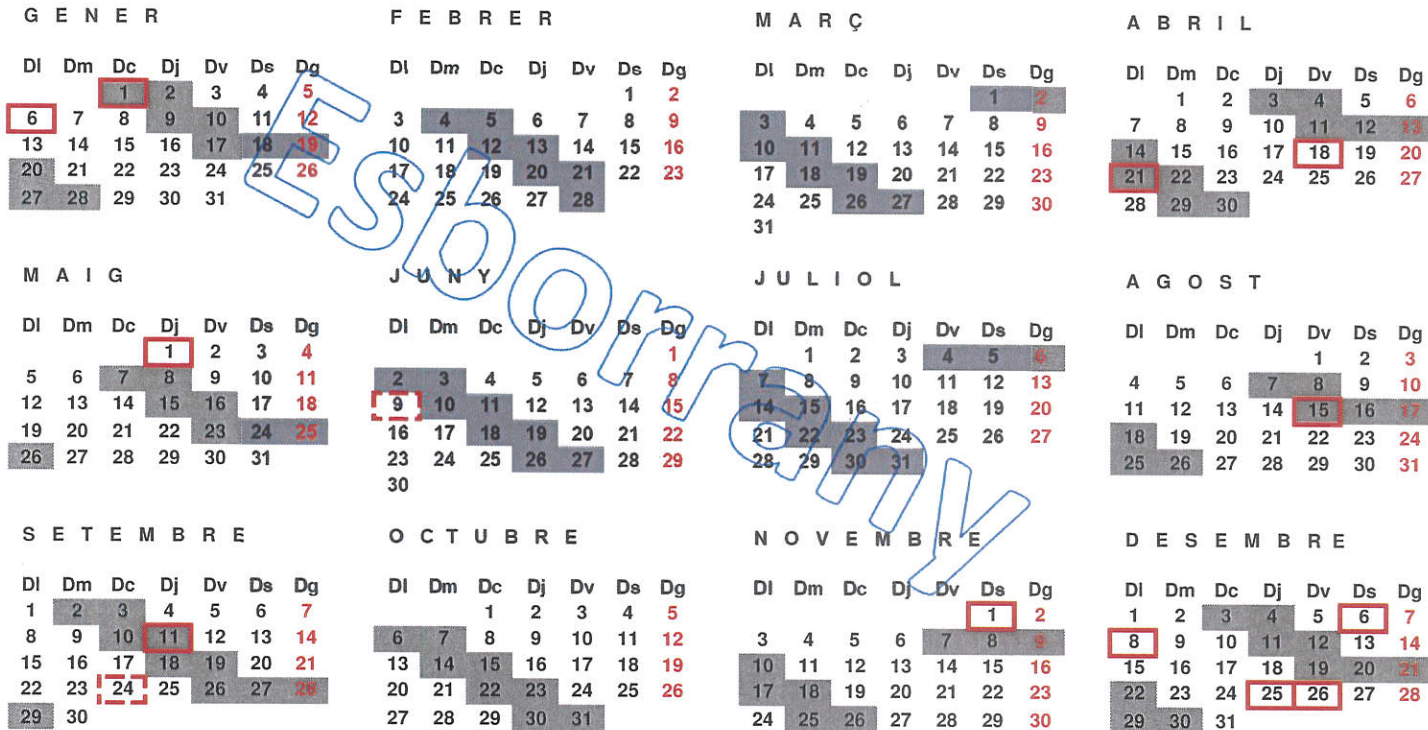 G E N E R
Dl Dm Dc Dj Dv Ds Dg
1 2 3 4 5
6 7 8 9 10 11 12
13 14 15 16 17 18 19
20 21 22 23 24 25 26
27 28 29 30 31
F E B R E R
Dl Dm Dc Dj Dv Ds Dg
1 2
3 4 5 6 7 8 9
10 11 12 13 14 15 16
17 18 19 20 21 22 23
24 25 26 27 28
M A R Ç
Dl Dm Dc Dj Dv Ds Dg
1 2
3 4 5 6 7 8 9
10 11 12 13 14 15 16
17 18 19 20 21 22 23
24 25 26 27 28 29 30
31
A B R I L
Dl Dm Dc Dj Dv Ds Dg
1 2 3 4 5 6
7 8 9 10 11 12 13
14 15 16 17 18 19 20
21 22 23 24 25 26 27
28 29 30
M A I G
Dl Dm Dc Dj Dv Ds Dg
1 2 3 4
5 6 7 8 9 10 11
12 13 14 15 16 17 18
19 20 21 22 23 24 25
26 27 28 29 30 31
J U N Y
Dl Dm Dc Dj Dv Ds Dg
1
2 3 4 5 6 7 8
9 10 11 12 13 14 15
16 17 18 19 20 21 22
23 24 25 26 27 28 29
30
J U L I O L
Dl Dm Dc Dj Dv Ds Dg
1 2 3 4 5 6
7 8 9 10 11 12 13
14 15 16 17 18 19 20
21 22 23 24 25 26 27
28 29 30 31
A G O S T
Dl Dm Dc Dj Dv Ds Dg
1 2 3
4 5 6 7 8 9 10
11 12 13 14 15 16 17
18 19 20 21 22 23 24
25 26 27 28 29 30 31
S E T E M B R E
Dl Dm Dc Dj Dv Ds Dg
1 2 3 4 5 6 7
8 9 10 11 12 13 14
15 16 17 18 19 20 21
22 23 24 25 26 27 28
29 30
O C T U B R E
Dl Dm Dc Dj Dv Ds Dg
1 2 3 4 5
6 7 8 9 10 11 12
13 14 15 16 17 18 19
20 21 22 23 24 25 26
27 28 29 30 31
N O V E M B R E
Dl Dm Dc Dj Dv Ds Dg
1 2
3 4 5 6 7 8 9
10 11 12 13 14 15 16
17 18 19 20 21 22 23
24 25 26 27 28 29 30
D E S E M B R E
Dl Dm Dc Dj Dv Ds Dg
1 2 3 4 5 6 7
8 9 10 11 12 13 14
15 16 17 18 19 20 21
22 23 24 25 26 27 28
29 30 31
Esborrany